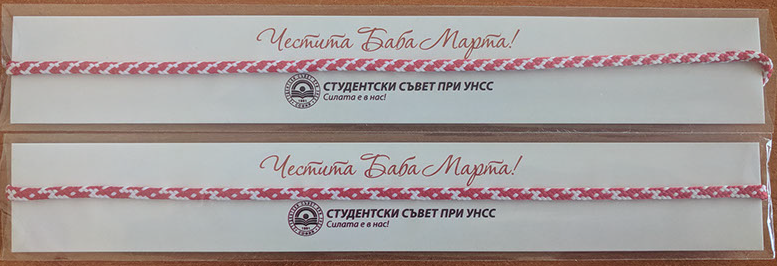 Честита Баба Марта!
СТУДЕНТСКИ СЪВЕТ ПРИ УНСС
Силата е в нас!
Честита Баба Марта!
СТУДЕНТСКИ СЪВЕТ ПРИ УНСС
Силата е в нас!